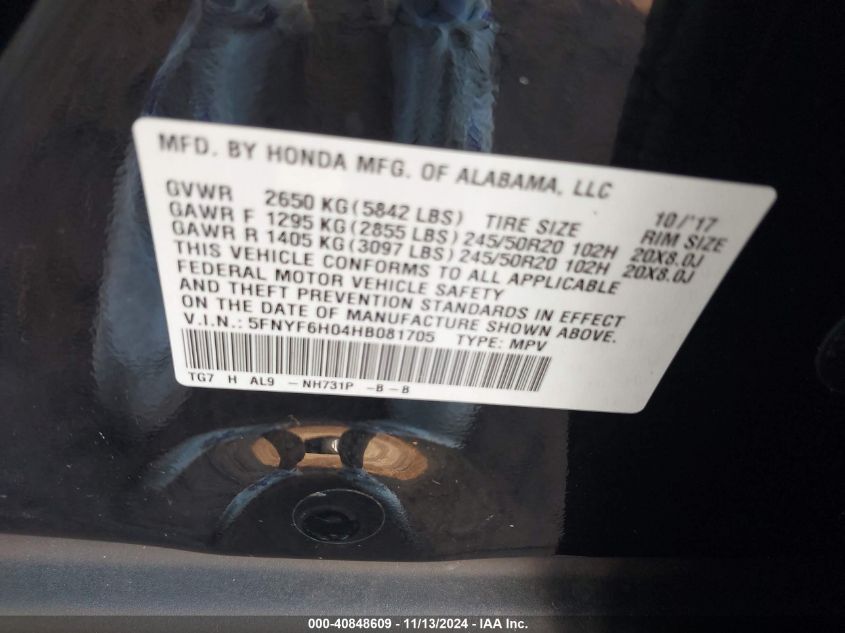 MFD. BY HONDA MFG. OF ALABAMA, LLC
GVWR 2650 KG (5842 LBS) TIRE SIZE 10/'17
GAWR F 1295 KG (2855 LBS) 245/50R20 102H RIM SIZE 20X8.0J
GAWR R 1405 KG (3097 LBS) 245/50R20 102H 20X8.0J
THIS VEHICLE CONFORMS TO ALL APPLICABLE
FEDERAL MOTOR VEHICLE SAFETY
AND THEFT PREVENTION STANDARDS IN EFFECT
ON THE DATE OF MANUFACTURE SHOWN ABOVE.
V.I.N.: 5FNYF6H04HB081705 TYPE: MPV
TG7 H AL9 -NH731P -B -B
000-40848609 - 11/13/2024 - IAA Inc.